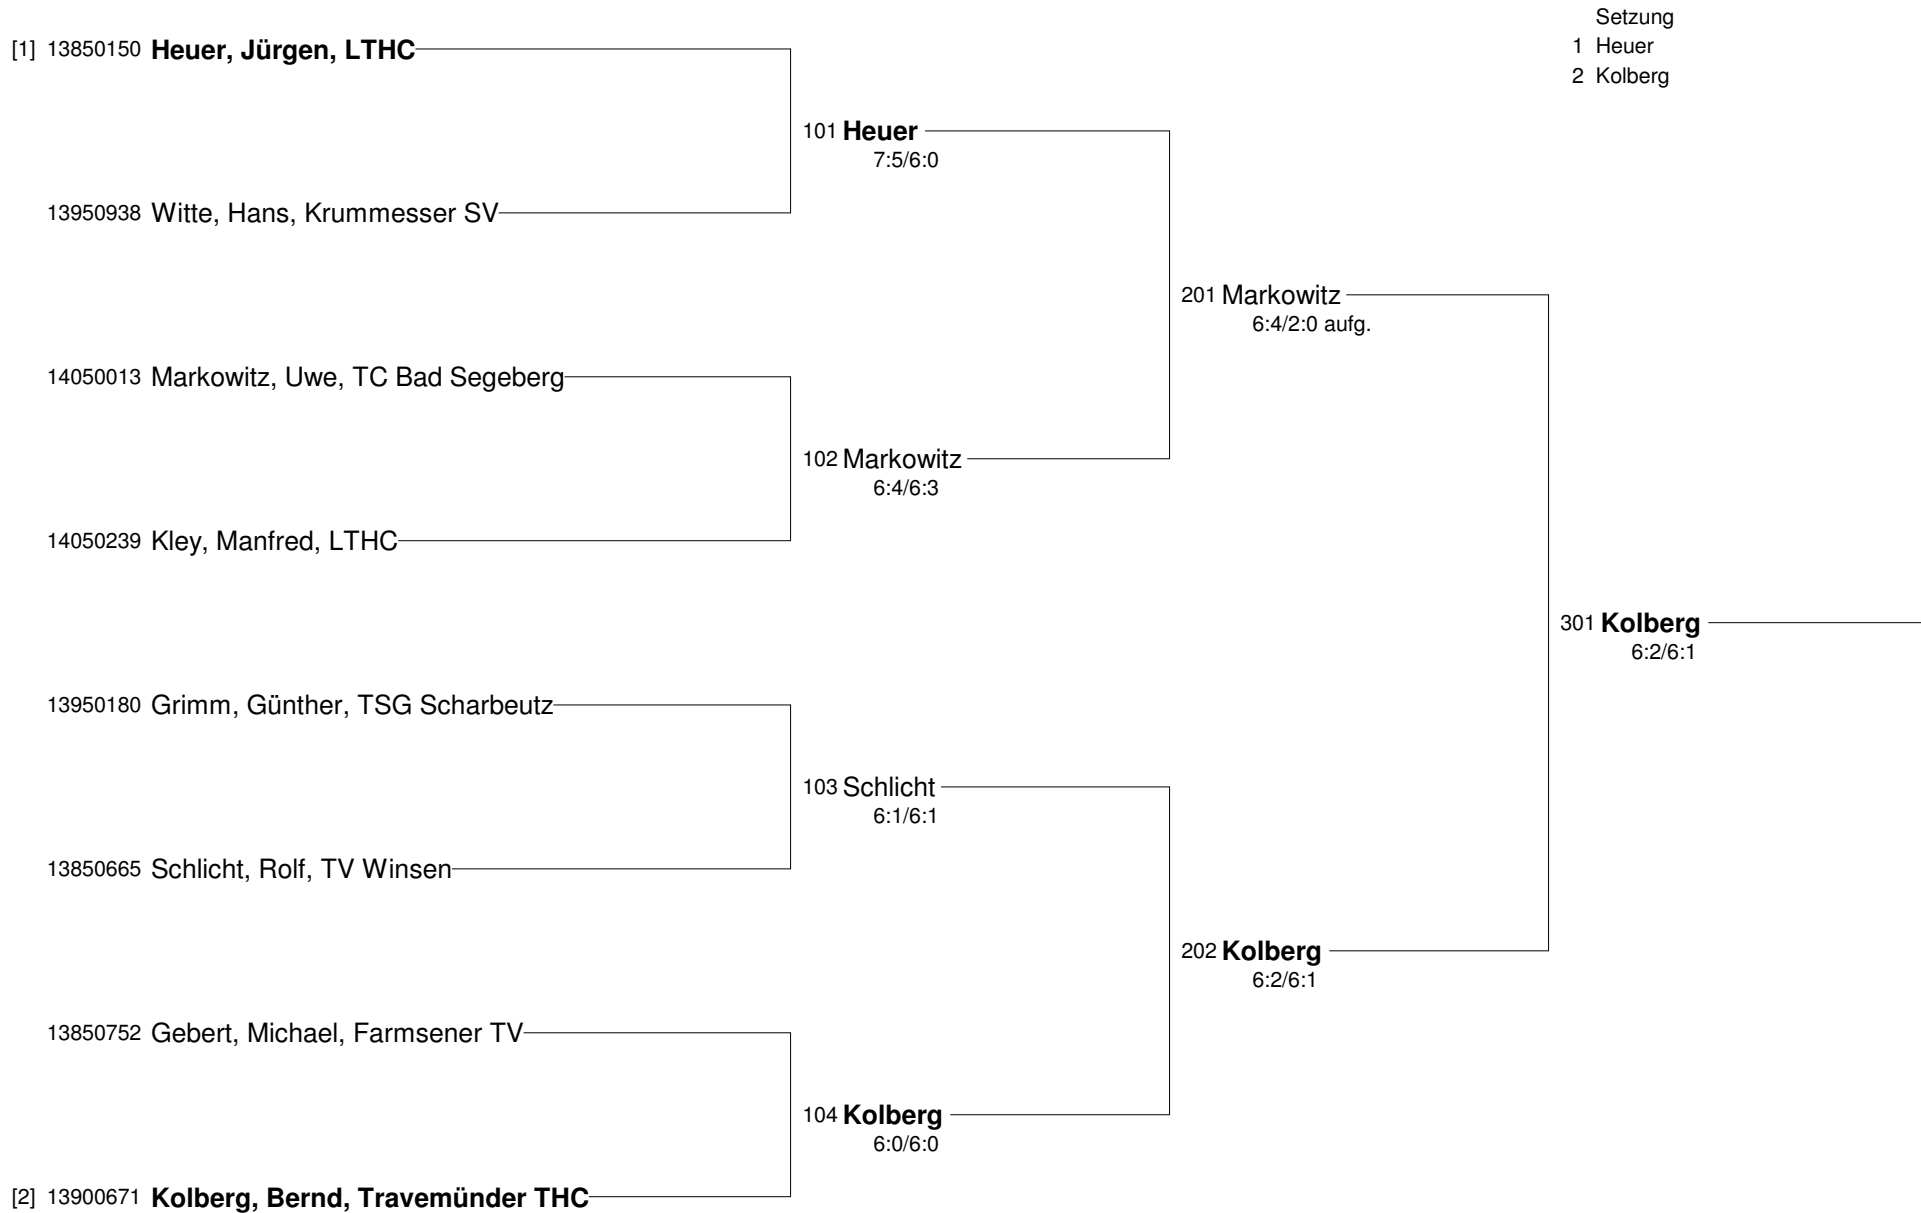 Setzung
1 Heuer
2 Kolberg
[1] 13850150 Heuer, Jürgen, LTHC
101 Heuer
7:5/6:0
13950938 Witte, Hans, Krummesser SV
201 Markowitz
6:4/2:0 aufg.
14050013 Markowitz, Uwe, TC Bad Segeberg
102 Markowitz
6:4/6:3
14050239 Kley, Manfred, LTHC
301 Kolberg
6:2/6:1
13950180 Grimm, Günther, TSG Scharbeutz
103 Schlicht
6:1/6:1
13850665 Schlicht, Rolf, TV Winsen
202 Kolberg
6:2/6:1
13850752 Gebert, Michael, Farmsener TV
104 Kolberg
6:0/6:0
[2] 13900671 Kolberg, Bernd, Travemünder THC